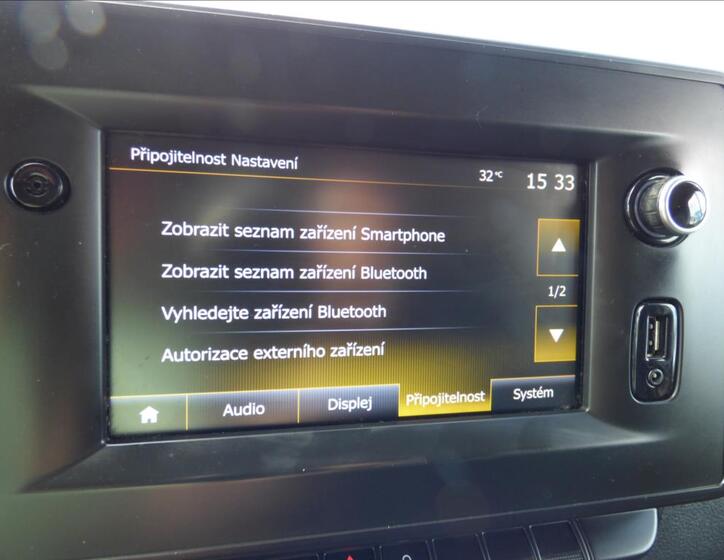 Připojitelnost Nastavení
32°C 15 33
Zobrazit seznam zařízení Smartphone
Zobrazit seznam zařízení Bluetooth
1/2
Vyhledejte zařízení Bluetooth
Autorizace externího zařízení
Audio Displej Připojitelnost Systém